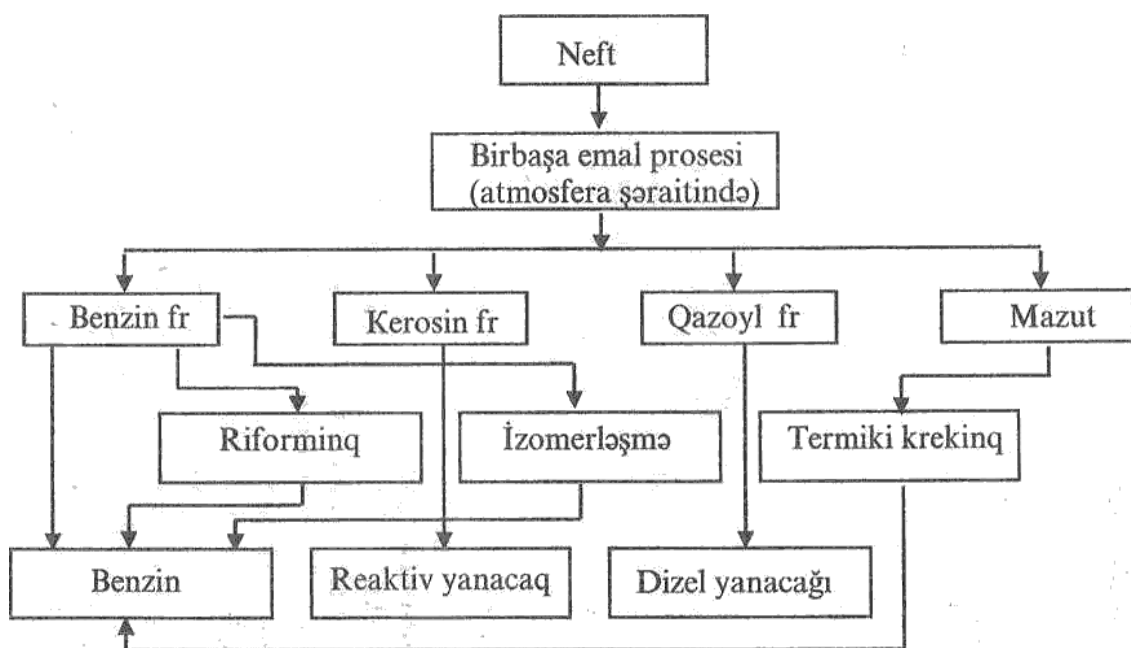 Neft
Birbaşa emal prosesi
(atmosfera şəraitində)
Benzin fr
Kerosin fr
Qazoyl fr
Mazut
Riforminq
İzomerləşmə
Termiki krekinq
Benzin
Reaktiv yanacaq
Dizel yanacağı